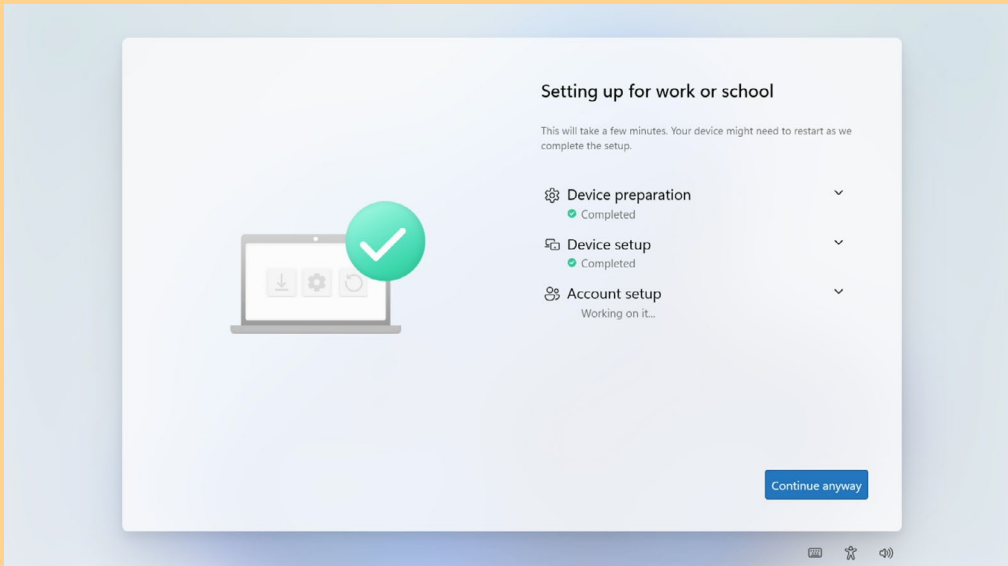 Setting up for work or school
This will take a few minutes. Your device might need to restart as we
complete the setup.
Device preparation
Completed
Device setup
Completed
Account setup
Working on it...
Continue anyway